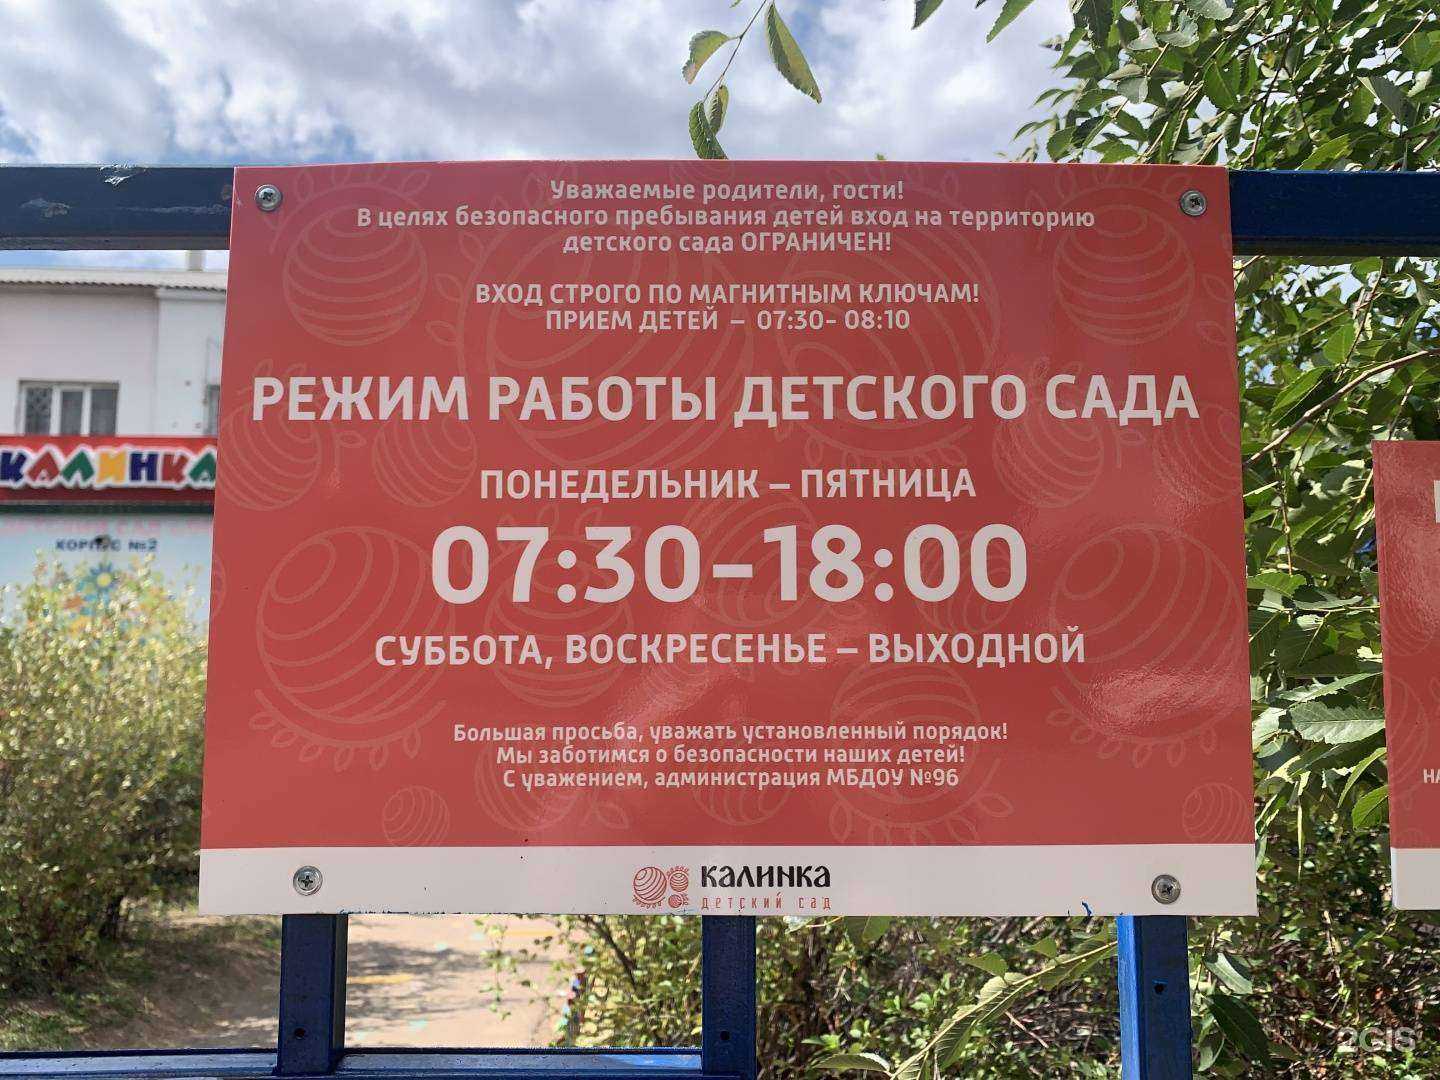 Уважаемые родители, гости!
В целях безопасного пребывания детей вход на территорию
детского сада ОГРАНИЧЕН!
ВХОД СТРОГО ПО МАГНИТНЫМ КЛЮЧАМ!
ПРИЕМ ДЕТЕЙ – 07:30- 08:10
РЕЖИМ РАБОТЫ ДЕТСКОГО САДА
ПОНЕДЕЛЬНИК – ПЯТНИЦА
07:30-18:00
СУББОТА, ВОСКРЕСЕНЬЕ – ВЫХОДНОЙ
Большая просьба, уважать установленный порядок!
Мы заботимся о безопасности наших детей!
С уважением, администрация МБДОУ №96
КАЛИНКА
детский сад
КАЛИНКА
ДЕТСКИЙ САД
КОРПУС №2
2GIS